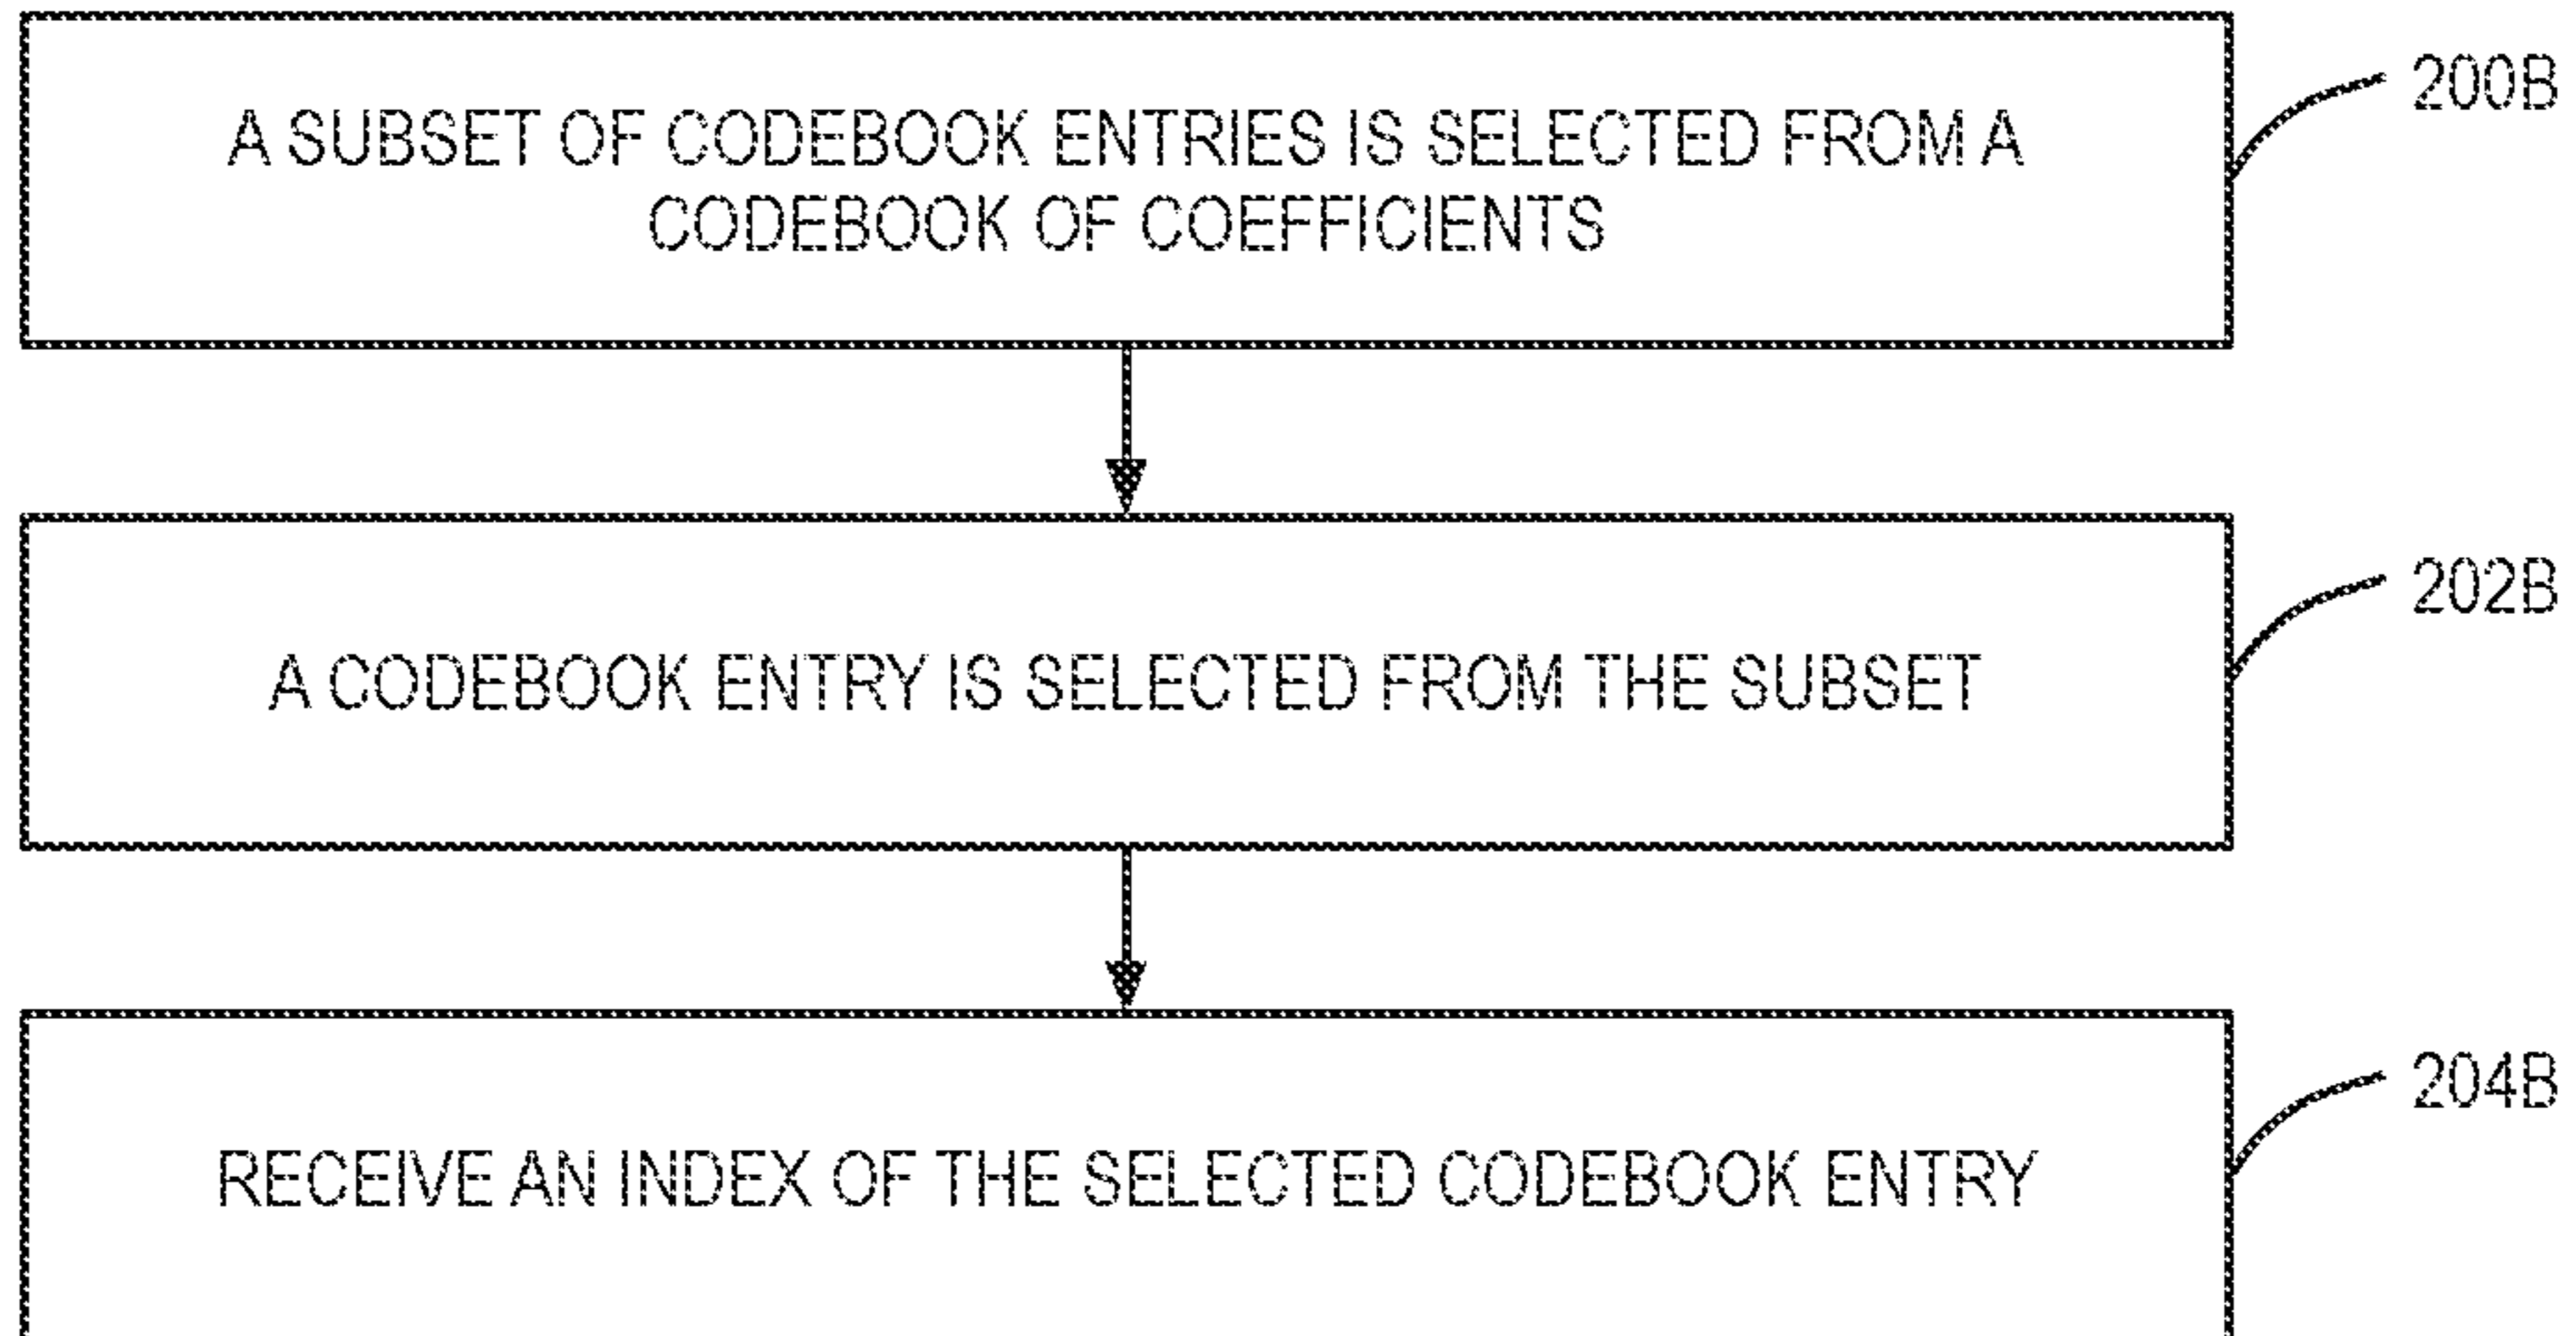 A SUBSET OF CODEBOOK ENTRIES IS SELECTED FROM A
CODEBOOK OF COEFFICIENTS
200B
A CODEBOOK ENTRY IS SELECTED FROM THE SUBSET
202B
RECEIVE AN INDEX OF THE SELECTED CODEBOOK ENTRY
204B